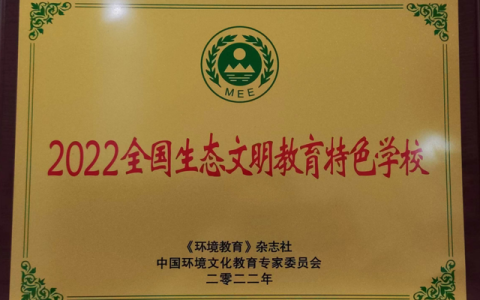 MEE
2022全国生态文明教育特色学校
《环境教育》杂志社
中国环境文化教育专家委员会
二零二二年